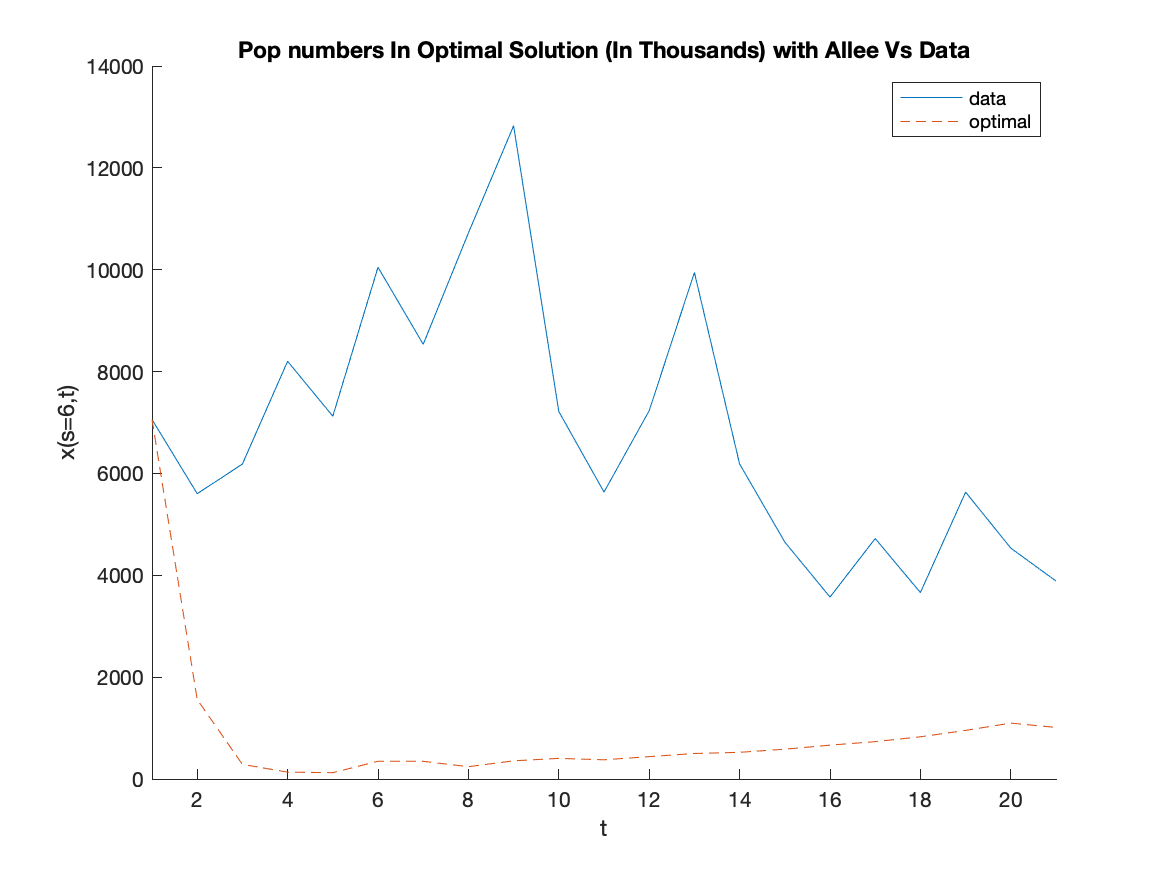 Pop numbers In Optimal Solution (In Thousands) with Allee Vs Data
data
optimal
14000
12000
10000
8000
6000
4000
2000
0
x(s=6,t)
2 4 6 8 10 12 14 16 18 20
t